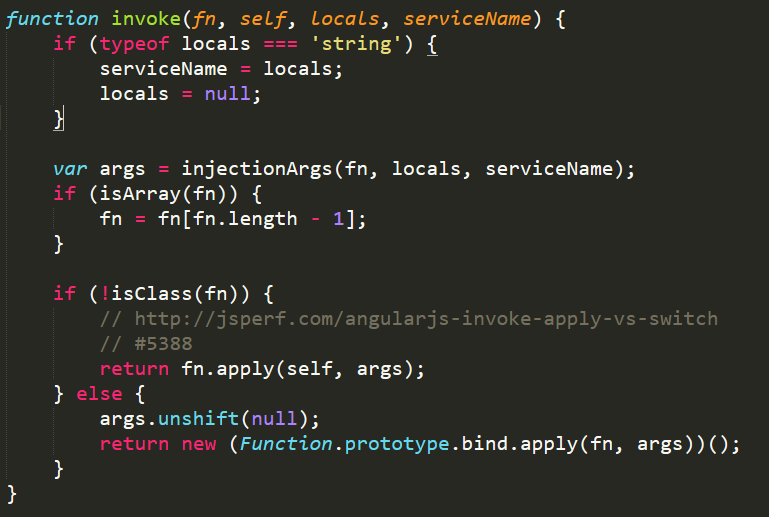 function invoke(fn, self, locals, serviceName) {
    if (typeof locals === 'string') {
        serviceName = locals;
        locals = null;
    }

    var args = injectionArgs(fn, locals, serviceName);
    if (isArray(fn)) {
        fn = fn[fn.length - 1];
    }

    if (!isClass(fn)) {
        // http://jsperf.com/angularjs-invoke-apply-vs-switch
        // #5388
        return fn.apply(self, args);
    } else {
        args.unshift(null);
        return new (Function.prototype.bind.apply(fn, args))();
    }
}